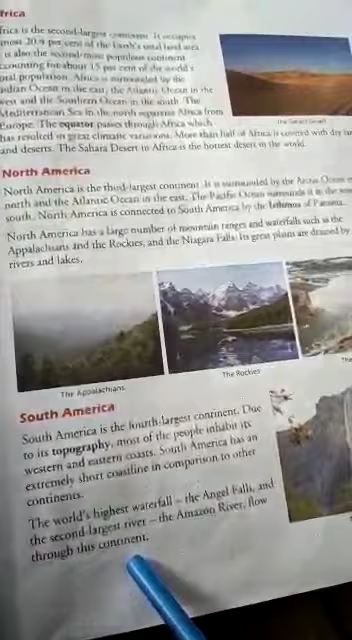 frica
frica is the second-largest continent. It occupies
most 20.4 per cent of the Earth's total land area
is also the second-most populous continent
ccounting for about 15 per cent of the world's
otal population. Africa is surrounded by the
ndian Ocean in the east, the Atlantic Ocean in the
west and the Southern Ocean in the south. The
Mediterranean Sea in the north separates Africa from
Europe. The equator passes through Africa which
has resulted in great climatic variations. More than half of Africa is covered with dry lan
and deserts. The Sahara Desert in Africa is the hottest desert in the world.
The Sahara Desert
North America
North America is the third-largest continent. It is surrounded by the Arctic Ocean
north and the Atlantic Ocean in the east. The Pacific Ocean surrounds it in the
south. North America is connected to South America by the Isthmus of Panama.
North America has a large number of mountain ranges and waterfalls such as the
Appalachians and the Rockies, and the Niagara Falls. Its great plains are drained by
rivers and lakes.
The Appalachians
The Rockies
The
South America
South America is the fourth-largest continent. Due
to its topography, most of the people inhabit its
western and eastern coasts. South America has an
extremely short coastline in comparison to other
continents.
The world's highest waterfall – the Angel Falls, and
the second-largest river – the Amazon River, flow
through this continent.